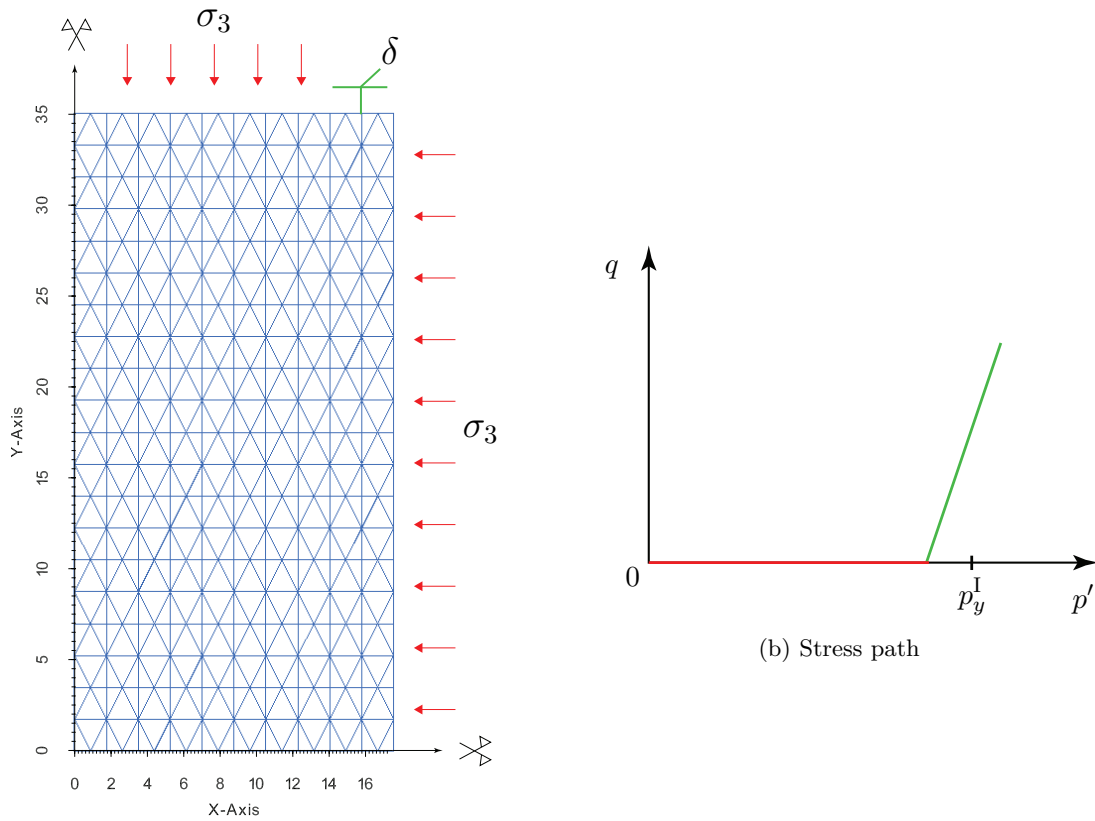 σ₃
δ
35
30
25
20
15
10
5
0
Y-Axis
σ₃
0 2 4 6 8 10 12 14 16
X-Axis
q
0
p_y^I
p′
(b) Stress path